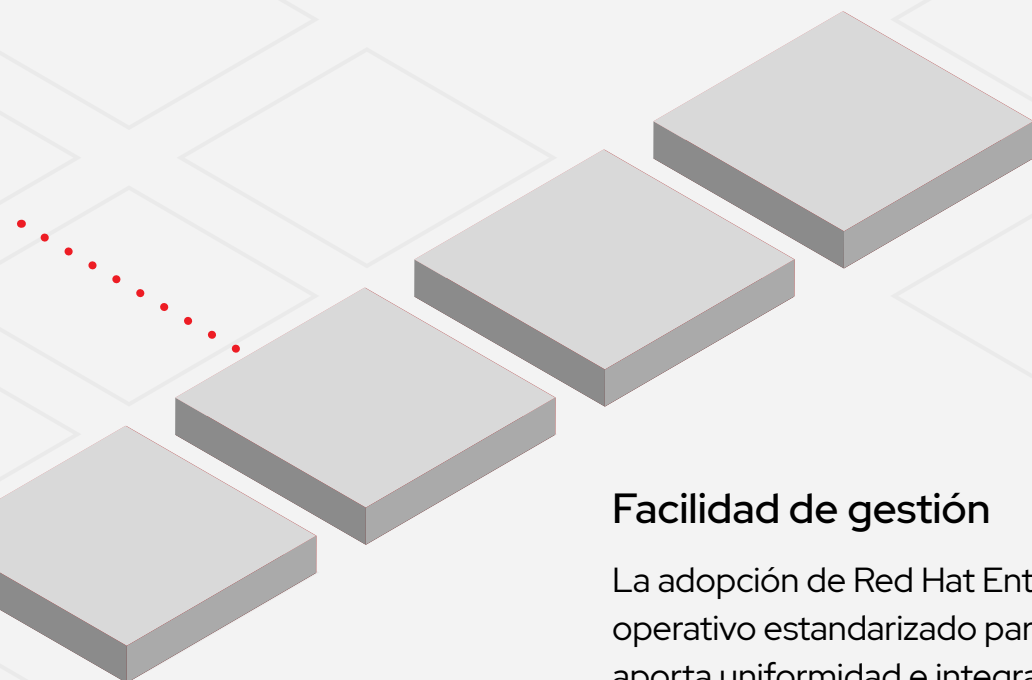 Facilidad de gestión
La adopción de Red Hat Ent
operativo estandarizado par
aporta uniformidad e integra